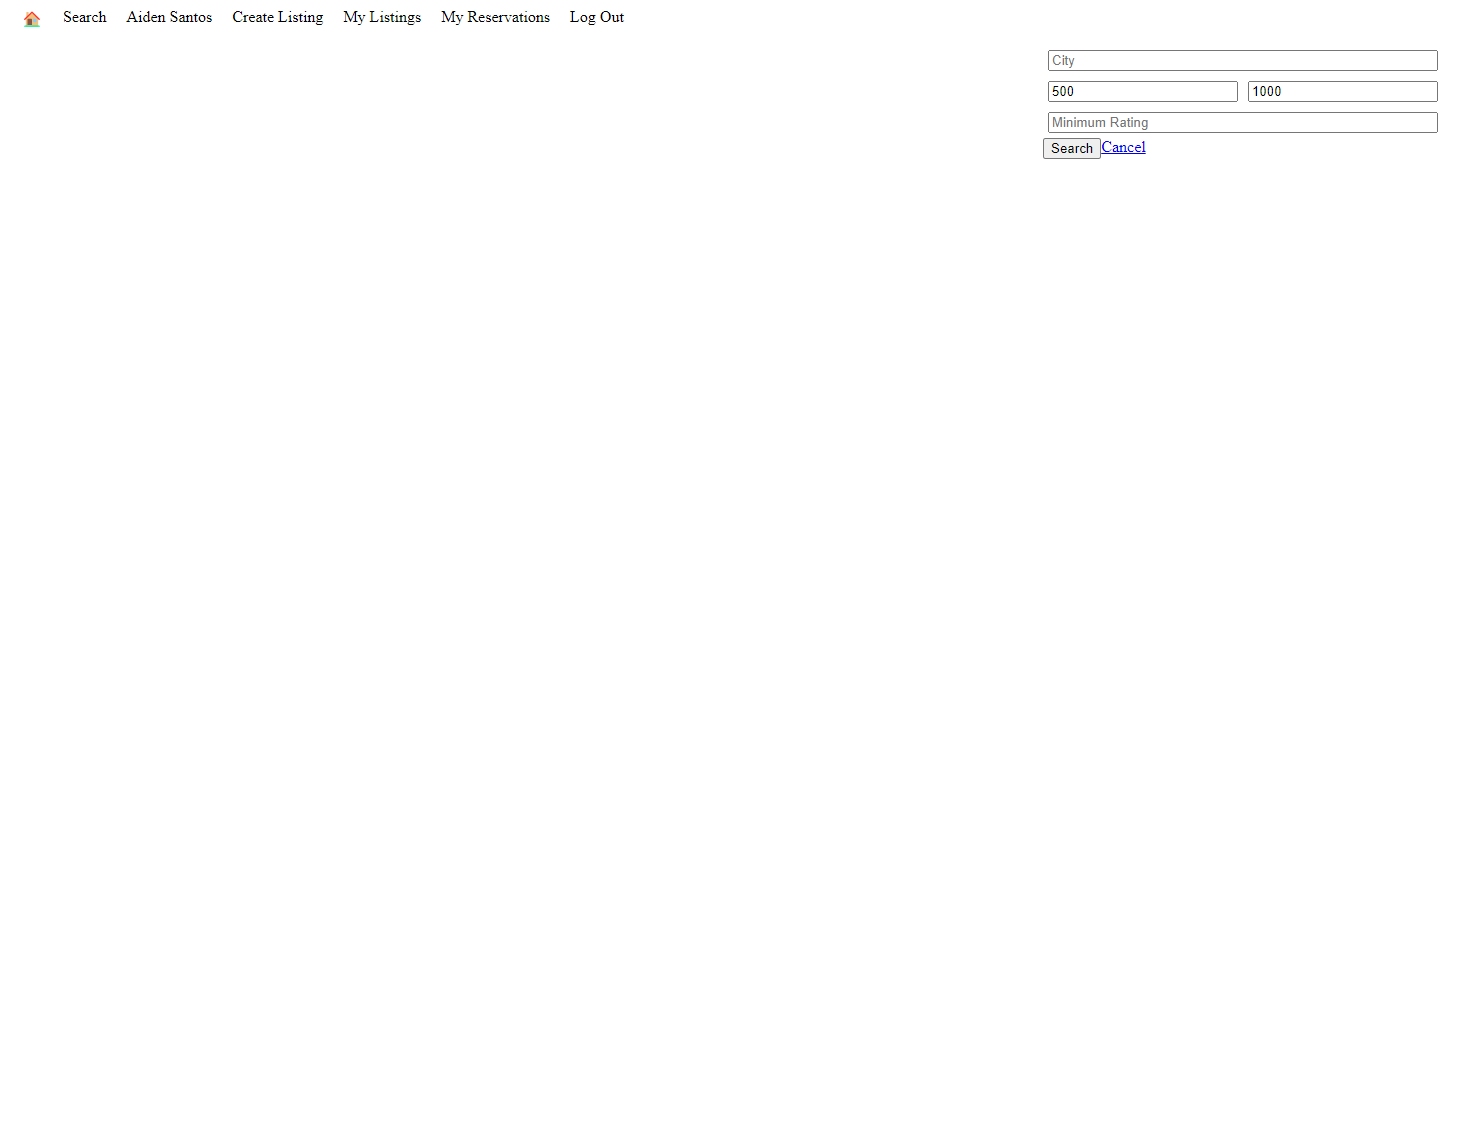 Search Aiden Santos Create Listing My Listings My Reservations Log Out
City
500 1000
Minimum Rating
Search Cancel